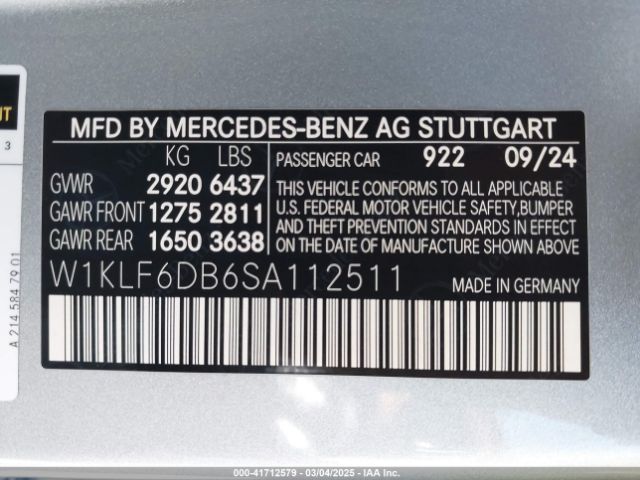 UT
3
A 214 584 79 01
MFD BY MERCEDES-BENZ AG STUTTGART
KG LBS
GVWR 2920 6437
GAWR FRONT 1275 2811
GAWR REAR 1650 3638
PASSENGER CAR 922 09/24
THIS VEHICLE CONFORMS TO ALL APPLICABLE
U.S. FEDERAL MOTOR VEHICLE SAFETY,BUMPER
AND THEFT PREVENTION STANDARDS IN EFFECT
ON THE DATE OF MANUFACTURE SHOWN ABOVE.
W1KLF6DB6SA112511 MADE IN GERMANY
000-41712579 | 03/04/2025 - IAA Inc.